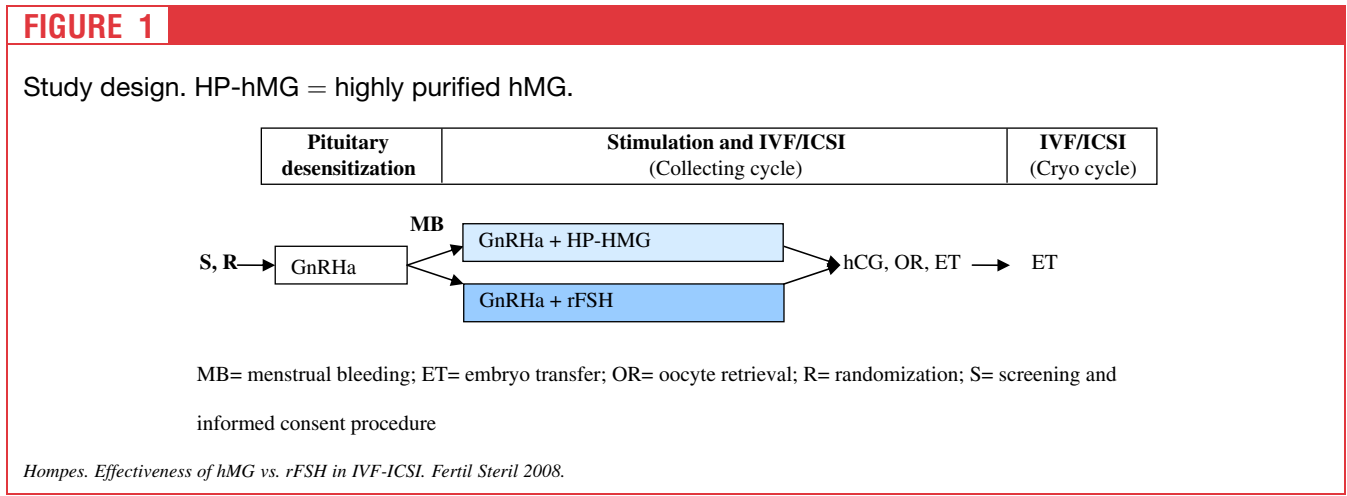 FIGURE 1
Study design. HP-hMG = highly purified hMG.
Pituitary desensitization
Stimulation and IVF/ICSI
(Collecting cycle)
IVF/ICSI
(Cryo cycle)
MB
S, R
GnRHa
GnRHa + HP-HMG
GnRHa + rFSH
hCG, OR, ET
ET
MB= menstrual bleeding; ET= embryo transfer; OR= oocyte retrieval; R= randomization; S= screening and
informed consent procedure
Hompes. Effectiveness of hMG vs. rFSH in IVF-ICSI. Fertil Steril 2008.